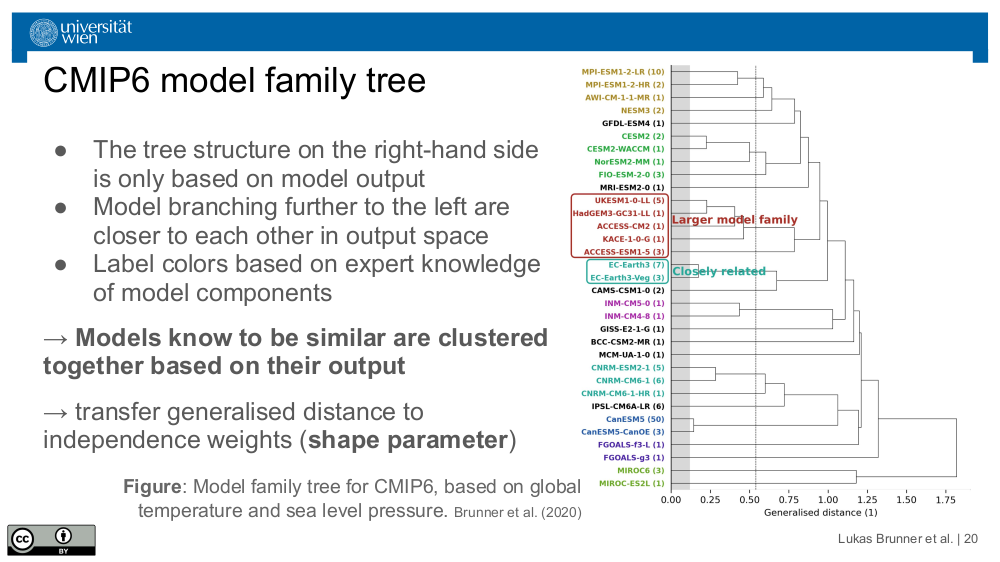 universität
wien
CMIP6 model family tree
● The tree structure on the right-hand side
is only based on model output
● Model branching further to the left are
closer to each other in output space
● Label colors based on expert knowledge
of model components
→ Models know to be similar are clustered
together based on their output
→ transfer generalised distance to
independence weights (shape parameter)
Figure: Model family tree for CMIP6, based on global
temperature and sea level pressure. Brunner et al. (2020)
MPI-ESM1-2-LR (10)
MPI-ESM1-2-HR (2)
AWI-CM-1-1-MR (1)
NESM3 (2)
GFDL-ESM4 (1)
CESM2 (2)
CESM2-WACCM (1)
NorESM2-MM (1)
FIO-ESM-2-0 (3)
MRI-ESM2-0 (1)
UKESM1-0-LL (5)
HadGEM3-GC31-LL (1)
Larger model family
ACCESS-CM2 (1)
KACE-1-0-G (1)
ACCESS-ESM1-5 (3)
EC-Earth3 (7)
Closely related
EC-Earth3-Veg (3)
CAMS-CSM1-0 (2)
INM-CM5-0 (1)
INM-CM4-8 (1)
GISS-E2-1-G (1)
BCC-CSM2-MR (1)
MCM-UA-1-0 (1)
CNRM-ESM2-1 (5)
CNRM-CM6-1 (6)
CNRM-CM6-1-HR (1)
IPSL-CM6A-LR (6)
CanESM5 (50)
CanESM5-CanOE (3)
FGOALS-f3-L (1)
FGOALS-g3 (1)
MIROC6 (3)
MIROC-ES2L (1)
0.00 0.25 0.50 0.75 1.00 1.25 1.50 1.75
Generalised distance (1)
cc
BY
Lukas Brunner et al. | 20